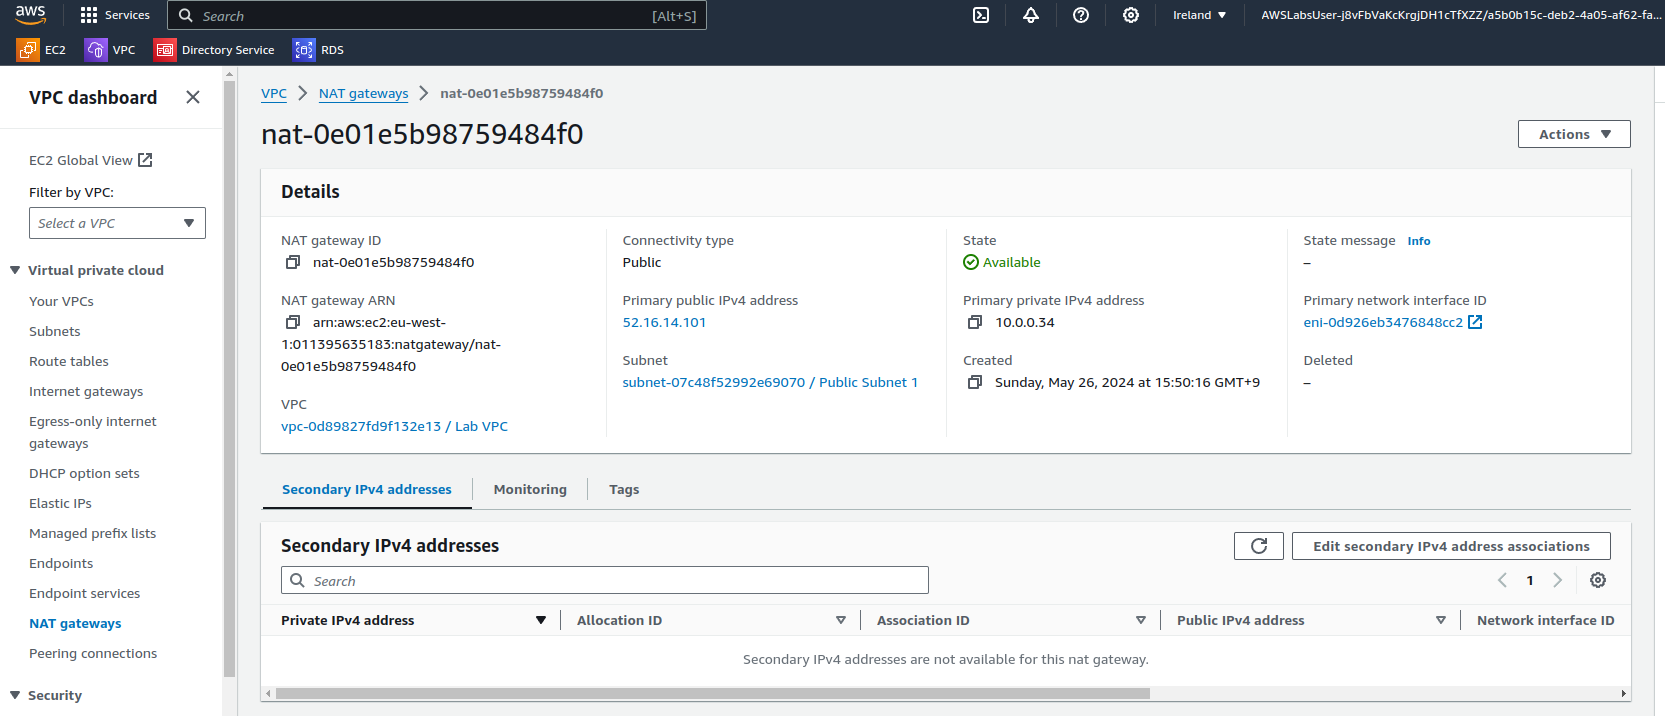 aws
Services
Search
[Alt+S]
Ireland
AWSLabsUser-j8vFbVaKcKrgjDH1cTfXZZ/a5b0b15c-deb2-4a05-af62-fa...
EC2
VPC
Directory Service
RDS
VPC dashboard
EC2 Global View
Filter by VPC:
Select a VPC
Virtual private cloud
Your VPCs
Subnets
Route tables
Internet gateways
Egress-only internet
gateways
DHCP option sets
Elastic IPs
Managed prefix lists
Endpoints
Endpoint services
NAT gateways
Peering connections
Security
VPC
NAT gateways
nat-0e01e5b98759484f0
nat-0e01e5b98759484f0
Actions
Details
NAT gateway ID
nat-0e01e5b98759484f0
NAT gateway ARN
arn:aws:ec2:eu-west-
1:011395635183:natgateway/nat-
0e01e5b98759484f0
VPC
vpc-0d89827fd9f132e13 / Lab VPC
Connectivity type
Public
Primary public IPv4 address
52.16.14.101
Subnet
subnet-07c48f52992e69070 / Public Subnet 1
State
Available
Primary private IPv4 address
10.0.0.34
Created
Sunday, May 26, 2024 at 15:50:16 GMT+9
State message Info
–
Primary network interface ID
eni-0d926eb3476848cc2
Deleted
–
Secondary IPv4 addresses
Monitoring
Tags
Secondary IPv4 addresses
Edit secondary IPv4 address associations
Search
1
Private IPv4 address
Allocation ID
Association ID
Public IPv4 address
Network interface ID
Secondary IPv4 addresses are not available for this nat gateway.